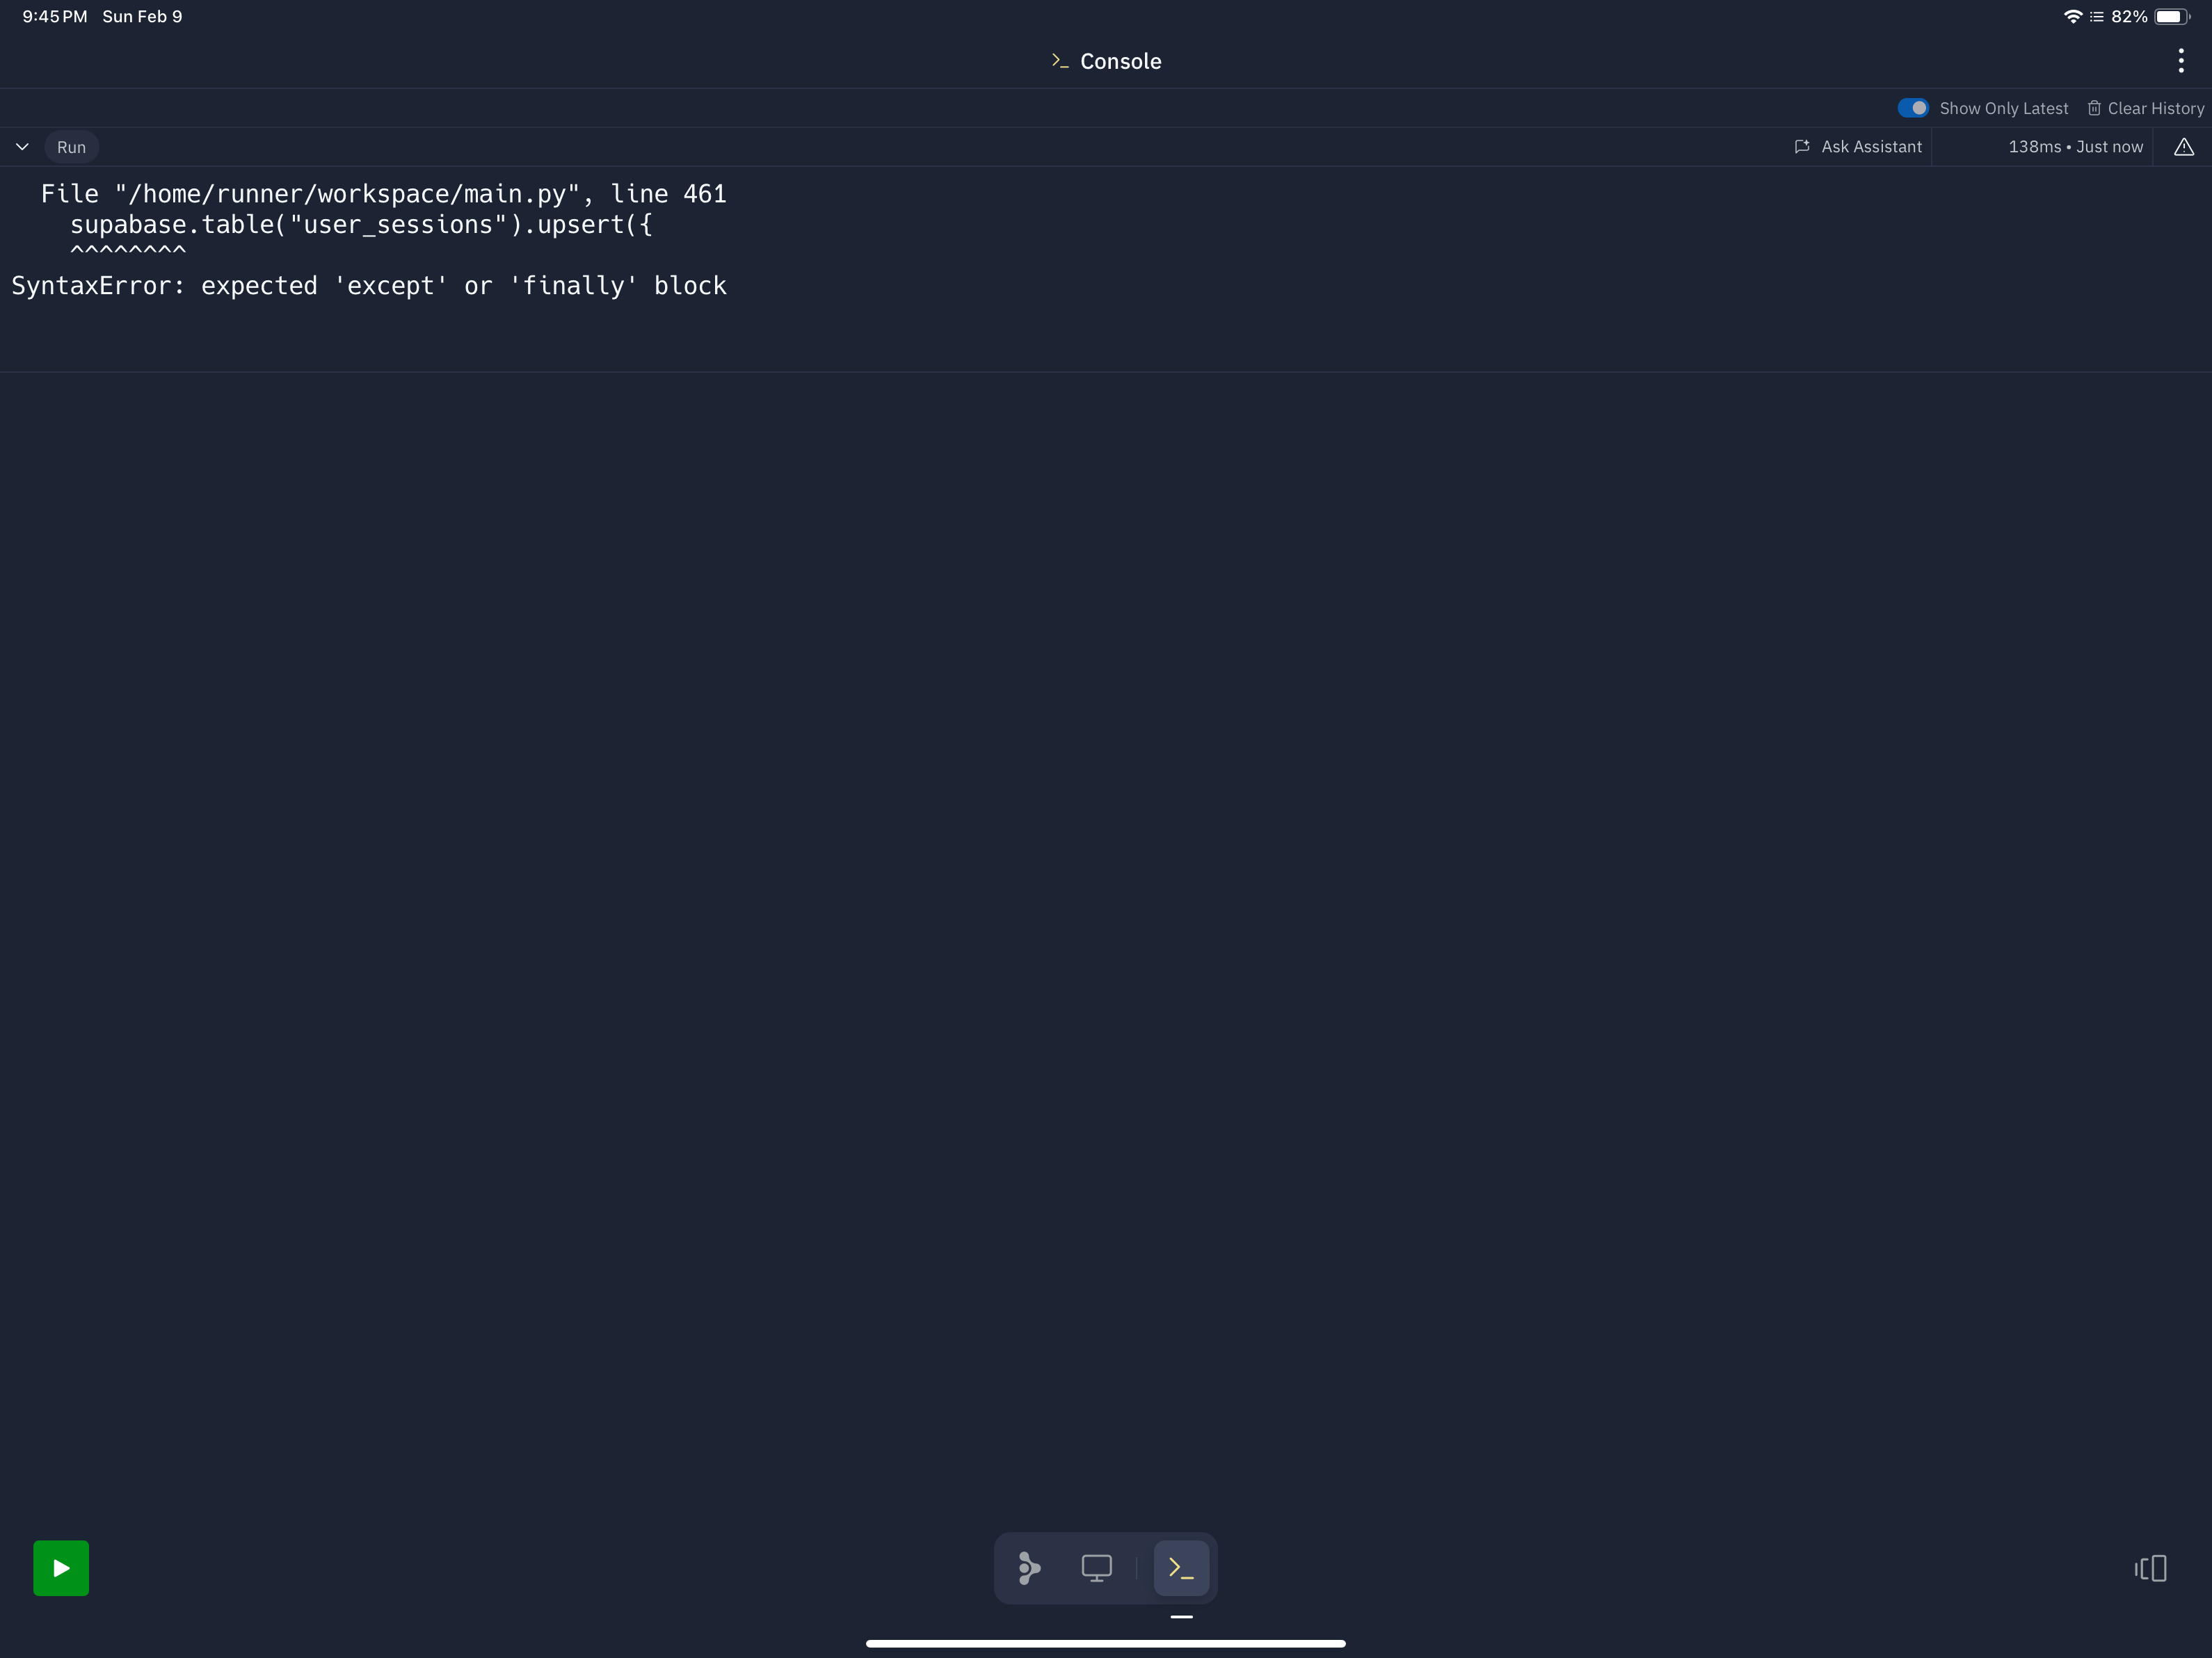 9:45 PM Sun Feb 9 82%
Console
Show Only Latest Clear History
Run Ask Assistant 138ms • Just now
File "/home/runner/workspace/main.py", line 461
supabase.table("user_sessions").upsert({
^^^^^^^^
SyntaxError: expected 'except' or 'finally' block